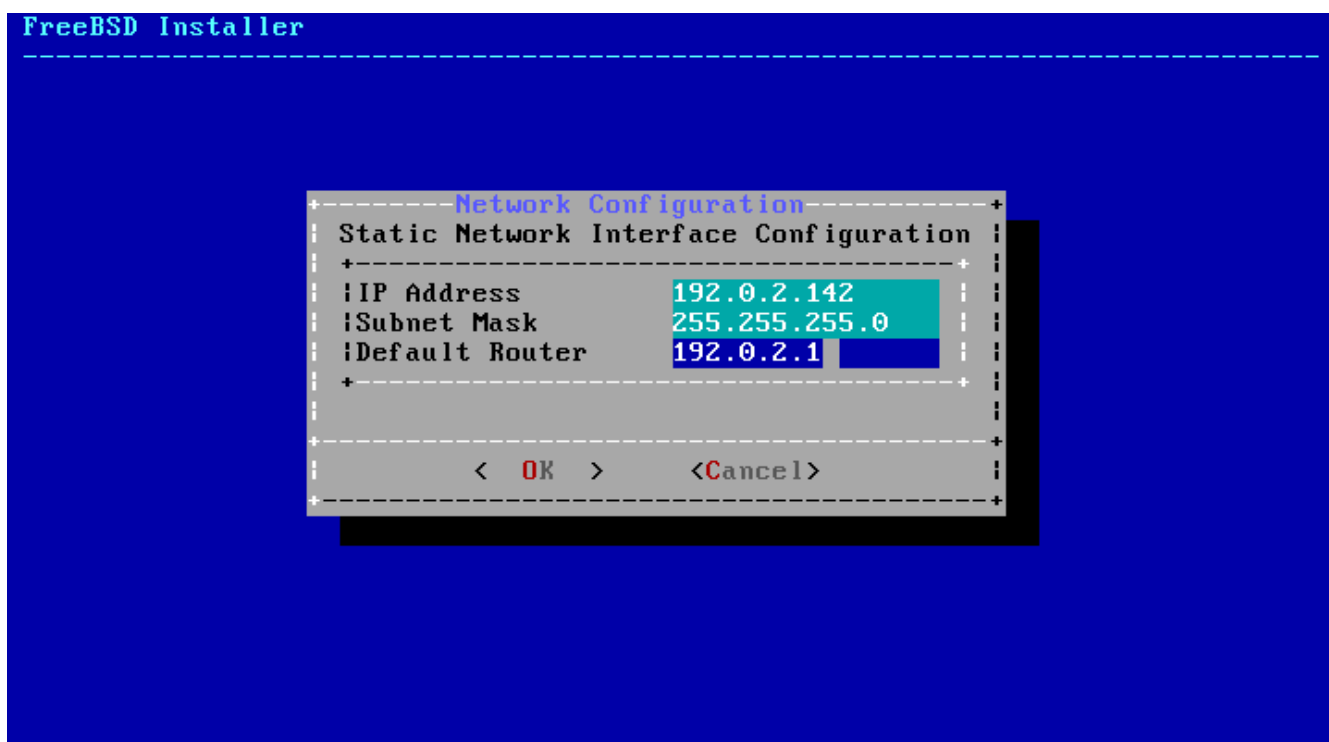 FreeBSD Installer
Network Configuration
Static Network Interface Configuration
IP Address 192.0.2.142
Subnet Mask 255.255.255.0
Default Router 192.0.2.1
< OK > <Cancel>